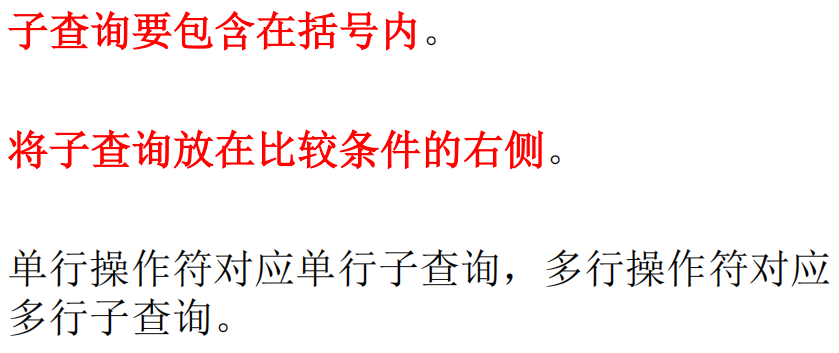 子查询要包含在括号内。
将子查询放在比较条件的右侧。
单行操作符对应单行子查询，多行操作符对应
多行子查询。